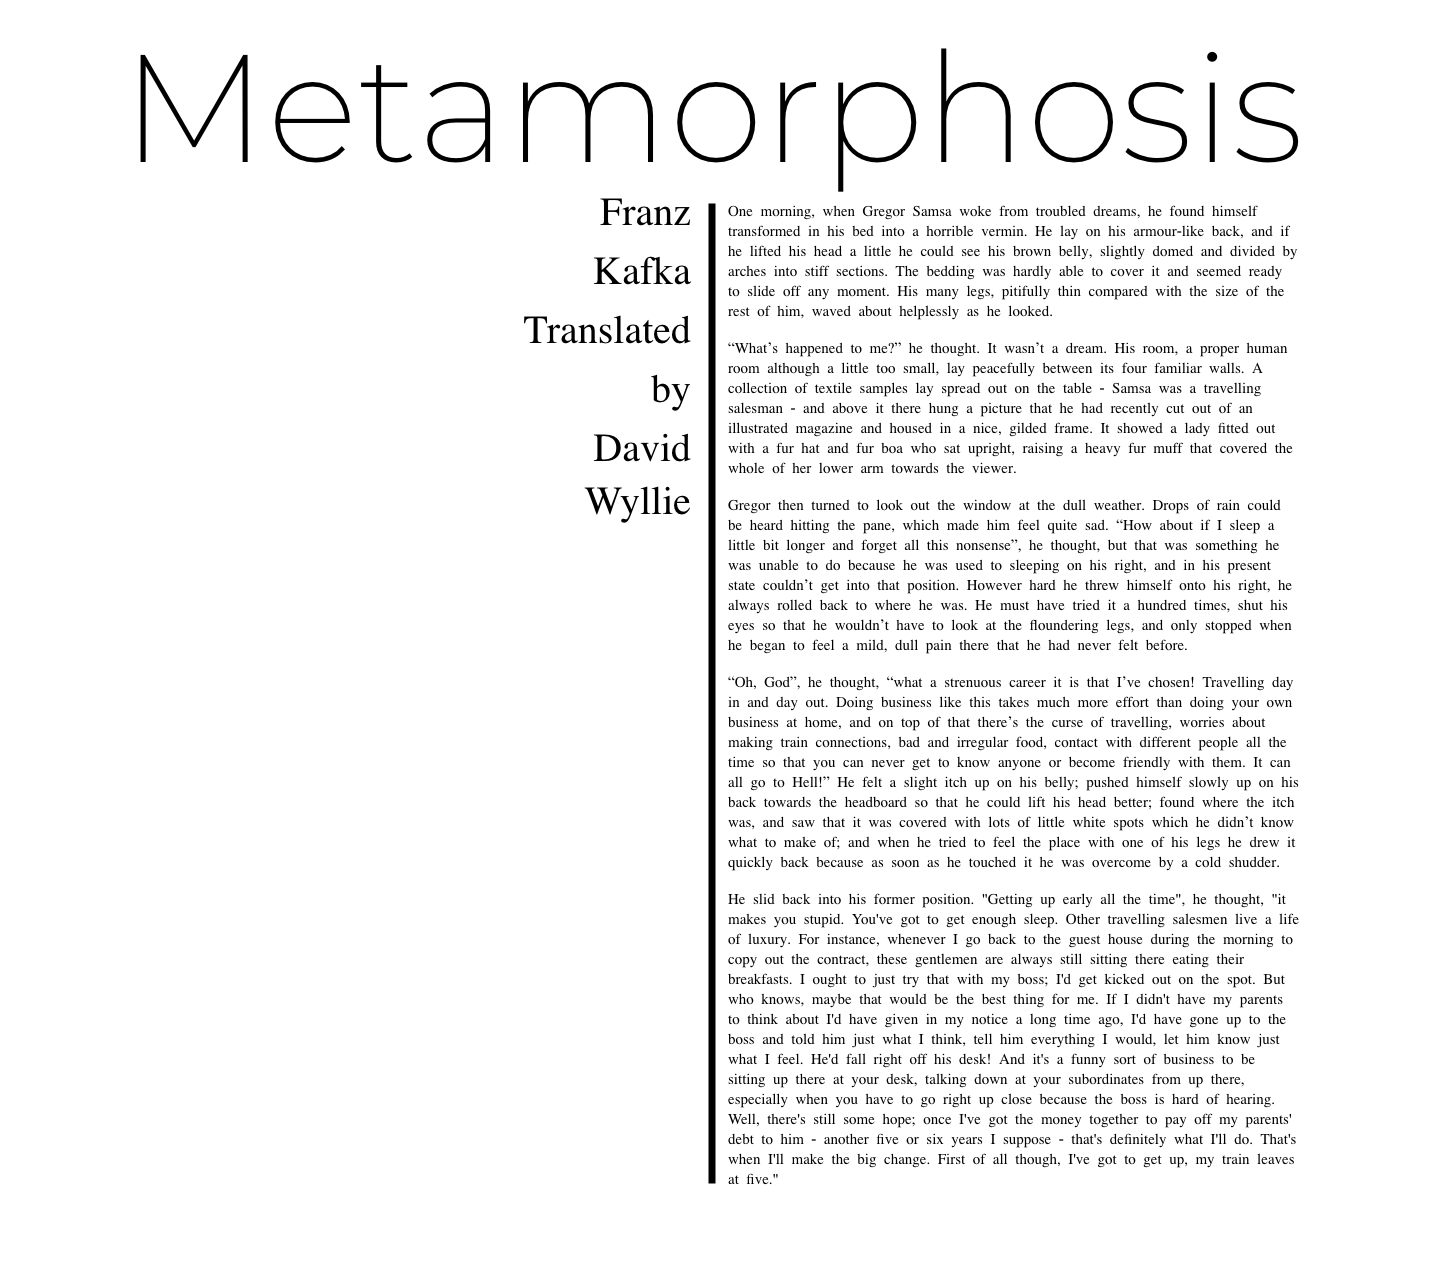 Metamorphosis
Franz
Kafka
Translated
by
David
Wyllie
One morning, when Gregor Samsa woke from troubled dreams, he found himself
transformed in his bed into a horrible vermin. He lay on his armour-like back, and if
he lifted his head a little he could see his brown belly, slightly domed and divided by
arches into stiff sections. The bedding was hardly able to cover it and seemed ready
to slide off any moment. His many legs, pitifully thin compared with the size of the
rest of him, waved about helplessly as he looked.
“What’s happened to me?” he thought. It wasn’t a dream. His room, a proper human
room although a little too small, lay peacefully between its four familiar walls. A
collection of textile samples lay spread out on the table - Samsa was a travelling
salesman - and above it there hung a picture that he had recently cut out of an
illustrated magazine and housed in a nice, gilded frame. It showed a lady fitted out
with a fur hat and fur boa who sat upright, raising a heavy fur muff that covered the
whole of her lower arm towards the viewer.
Gregor then turned to look out the window at the dull weather. Drops of rain could
be heard hitting the pane, which made him feel quite sad. “How about if I sleep a
little bit longer and forget all this nonsense”, he thought, but that was something he
was unable to do because he was used to sleeping on his right, and in his present
state couldn’t get into that position. However hard he threw himself onto his right, he
always rolled back to where he was. He must have tried it a hundred times, shut his
eyes so that he wouldn’t have to look at the floundering legs, and only stopped when
he began to feel a mild, dull pain there that he had never felt before.
“Oh, God”, he thought, “what a strenuous career it is that I’ve chosen! Travelling day
in and day out. Doing business like this takes much more effort than doing your own
business at home, and on top of that there’s the curse of travelling, worries about
making train connections, bad and irregular food, contact with different people all the
time so that you can never get to know anyone or become friendly with them. It can
all go to Hell!” He felt a slight itch up on his belly; pushed himself slowly up on his
back towards the headboard so that he could lift his head better; found where the itch
was, and saw that it was covered with lots of little white spots which he didn’t know
what to make of; and when he tried to feel the place with one of his legs he drew it
quickly back because as soon as he touched it he was overcome by a cold shudder.
He slid back into his former position. "Getting up early all the time", he thought, "it
makes you stupid. You've got to get enough sleep. Other travelling salesmen live a life
of luxury. For instance, whenever I go back to the guest house during the morning to
copy out the contract, these gentlemen are always still sitting there eating their
breakfasts. I ought to just try that with my boss; I'd get kicked out on the spot. But
who knows, maybe that would be the best thing for me. If I didn't have my parents
to think about I'd have given in my notice a long time ago, I'd have gone up to the
boss and told him just what I think, tell him everything I would, let him know just
what I feel. He'd fall right off his desk! And it's a funny sort of business to be
sitting up there at your desk, talking down at your subordinates from up there,
especially when you have to go right up close because the boss is hard of hearing.
Well, there's still some hope; once I've got the money together to pay off my parents'
debt to him - another five or six years I suppose - that's definitely what I'll do. That's
when I'll make the big change. First of all though, I've got to get up, my train leaves
at five."